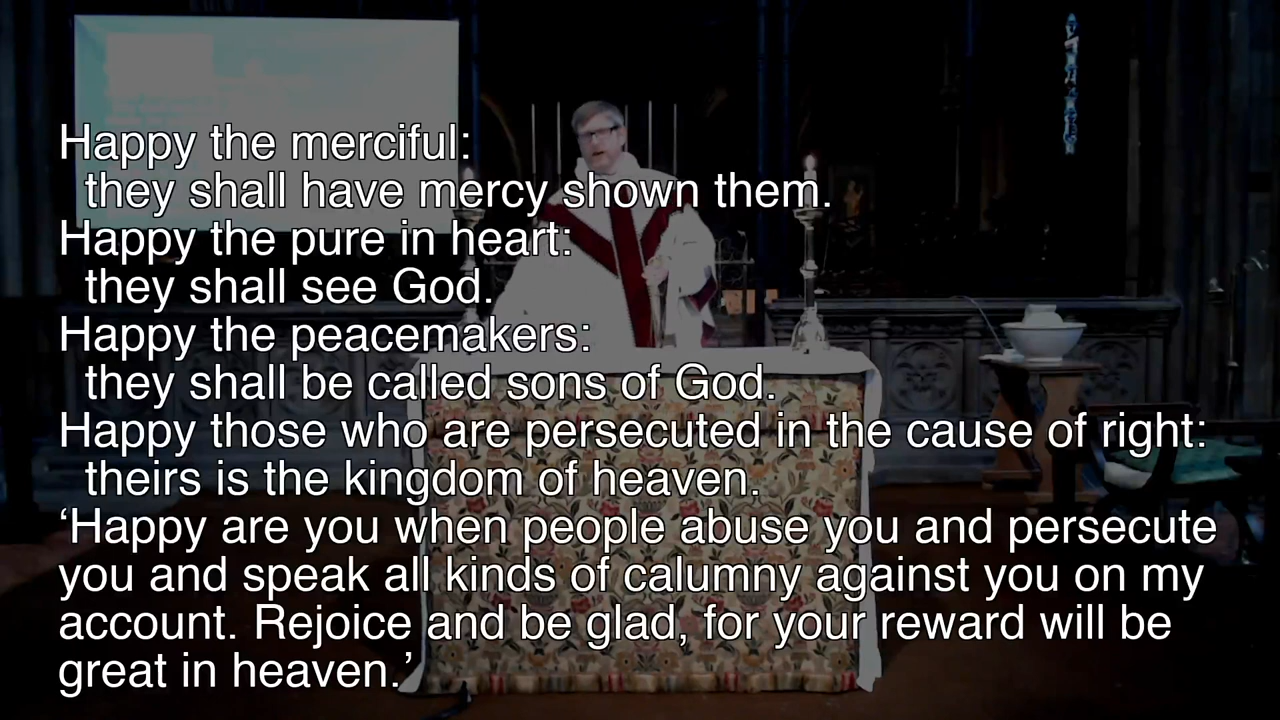 Happy the merciful:
they shall have mercy shown them.
Happy the pure in heart:
they shall see God.
Happy the peacemakers:
they shall be called sons of God.
Happy those who are persecuted in the cause of right:
theirs is the kingdom of heaven.
‘Happy are you when people abuse you and persecute
you and speak all kinds of calumny against you on my
account. Rejoice and be glad, for your reward will be
great in heaven.’